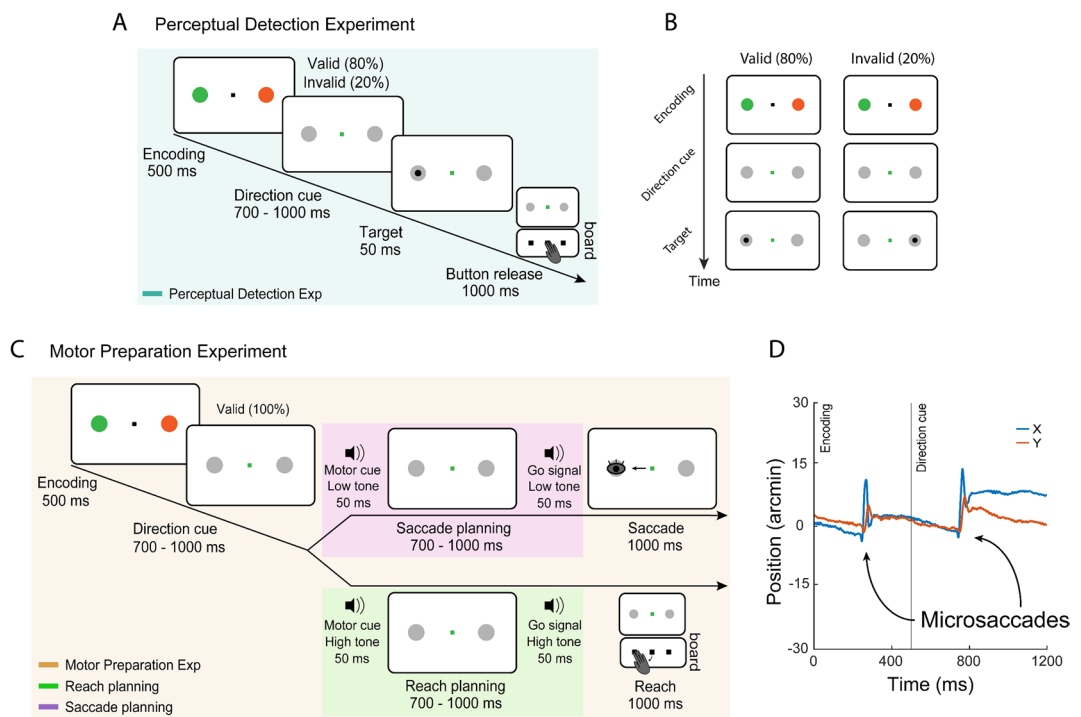 A Perceptual Detection Experiment
Valid (80%)
Invalid (20%)
Encoding
500 ms
Direction cue
700 - 1000 ms
Target
50 ms
board
Button release
1000 ms
Perceptual Detection Exp
B
Valid (80%) Invalid (20%)
Encoding
Direction cue
Target
Time
C Motor Preparation Experiment
Valid (100%)
Encoding
500 ms
Direction cue
700 - 1000 ms
Motor cue
Low tone
50 ms
Go signal
Low tone
50 ms
Saccade planning
700 - 1000 ms
Saccade
1000 ms
Motor cue
High tone
50 ms
Go signal
High tone
50 ms
board
Reach planning
700 - 1000 ms
Reach
1000 ms
Motor Preparation Exp
Reach planning
Saccade planning
D
30
15
0
-15
-30
Position (arcmin)
Encoding
Direction cue
X
Y
Microsaccades
0 400 800 1200
Time (ms)